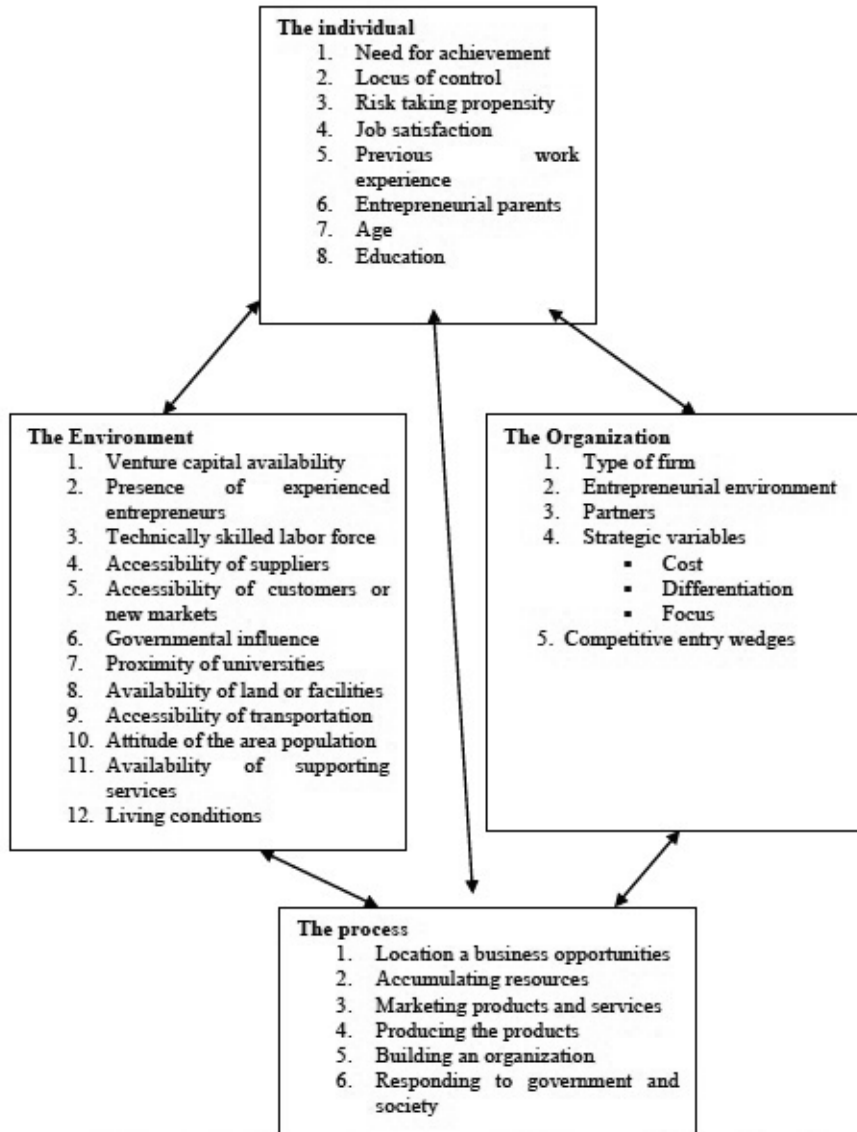 The individual
1. Need for achievement
2. Locus of control
3. Risk taking propensity
4. Job satisfaction
5. Previous work
experience
6. Entrepreneurial parents
7. Age
8. Education
The Environment
1. Venture capital availability
2. Presence of experienced
entrepreneurs
3. Technically skilled labor force
4. Accessibility of suppliers
5. Accessibility of customers or
new markets
6. Governmental influence
7. Proximity of universities
8. Availability of land or facilities
9. Accessibility of transportation
10. Attitude of the area population
11. Availability of supporting
services
12. Living conditions
The Organization
1. Type of firm
2. Entrepreneurial environment
3. Partners
4. Strategic variables
▪ Cost
▪ Differentiation
▪ Focus
5. Competitive entry wedges
The process
1. Location a business opportunities
2. Accumulating resources
3. Marketing products and services
4. Producing the products
5. Building an organization
6. Responding to government and
society